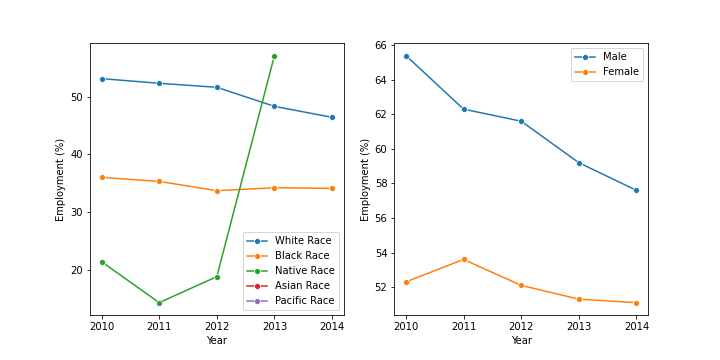 Employment (%)
50
40
30
20
2010
2011
2012
2013
2014
Year
White Race
Black Race
Native Race
Asian Race
Pacific Race
Employment (%)
66
64
62
60
58
56
54
52
2010
2011
2012
2013
2014
Year
Male
Female